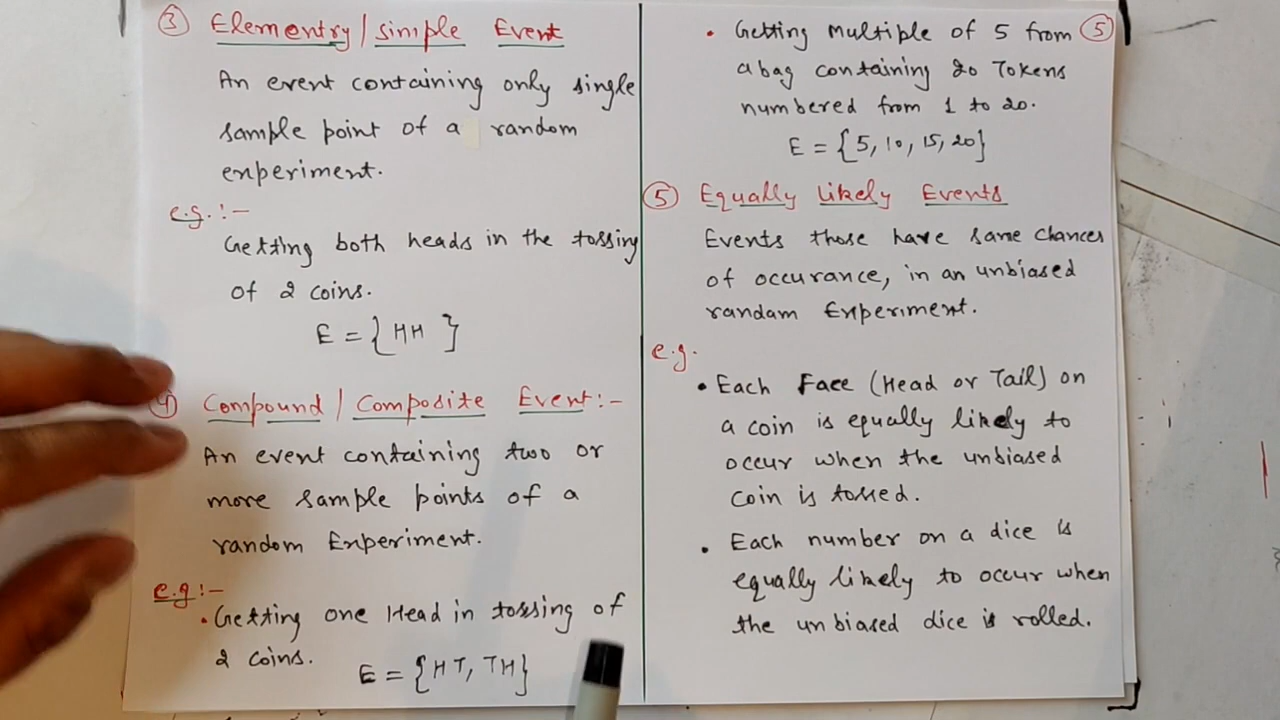 ③ Elementry / simple Event
An event containing only single
sample point of a random
experiment.
e.g. :-
Getting both heads in the tossing
of 2 coins.
E = { HH }
④ Compound / Composite Event :-
An event containing two or
more sample points of a
random Experiment.
e.g :-
• Getting one Head in tossing of
2 coins.
E = { HT, TH }
• Getting Multiple of 5 from ⑤
a bag containing 20 Tokens
numbered from 1 to 20.
E = { 5, 10, 15, 20 }
⑤ Equally Likely Events
Events those have same chances
of occurance, in an unbiased
randam Experiment.
e.g.
• Each Face (Head or Tail) on
a coin is equally likely to
occur when the unbiased
coin is tossed.
• Each number on a dice is
equally likely to occur when
the unbiased dice is rolled.